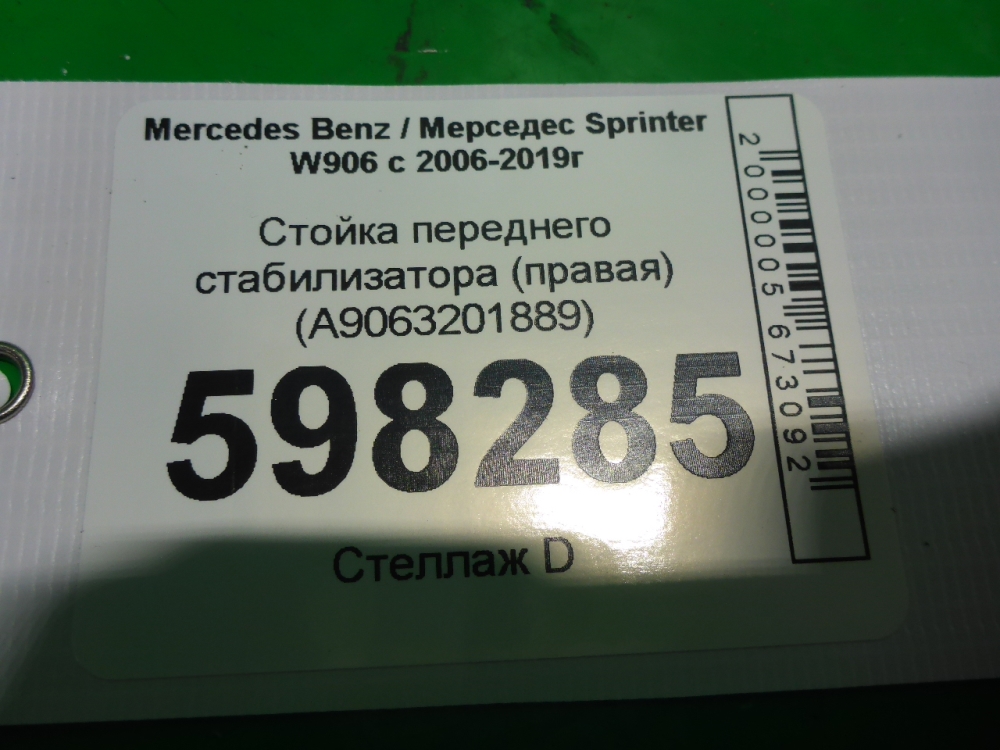 Mercedes Benz / Мерседес Sprinter
W906 с 2006-2019г
Стойка переднего
стабилизатора (правая)
(A9063201889)
598285
Стеллаж D
2000005673092